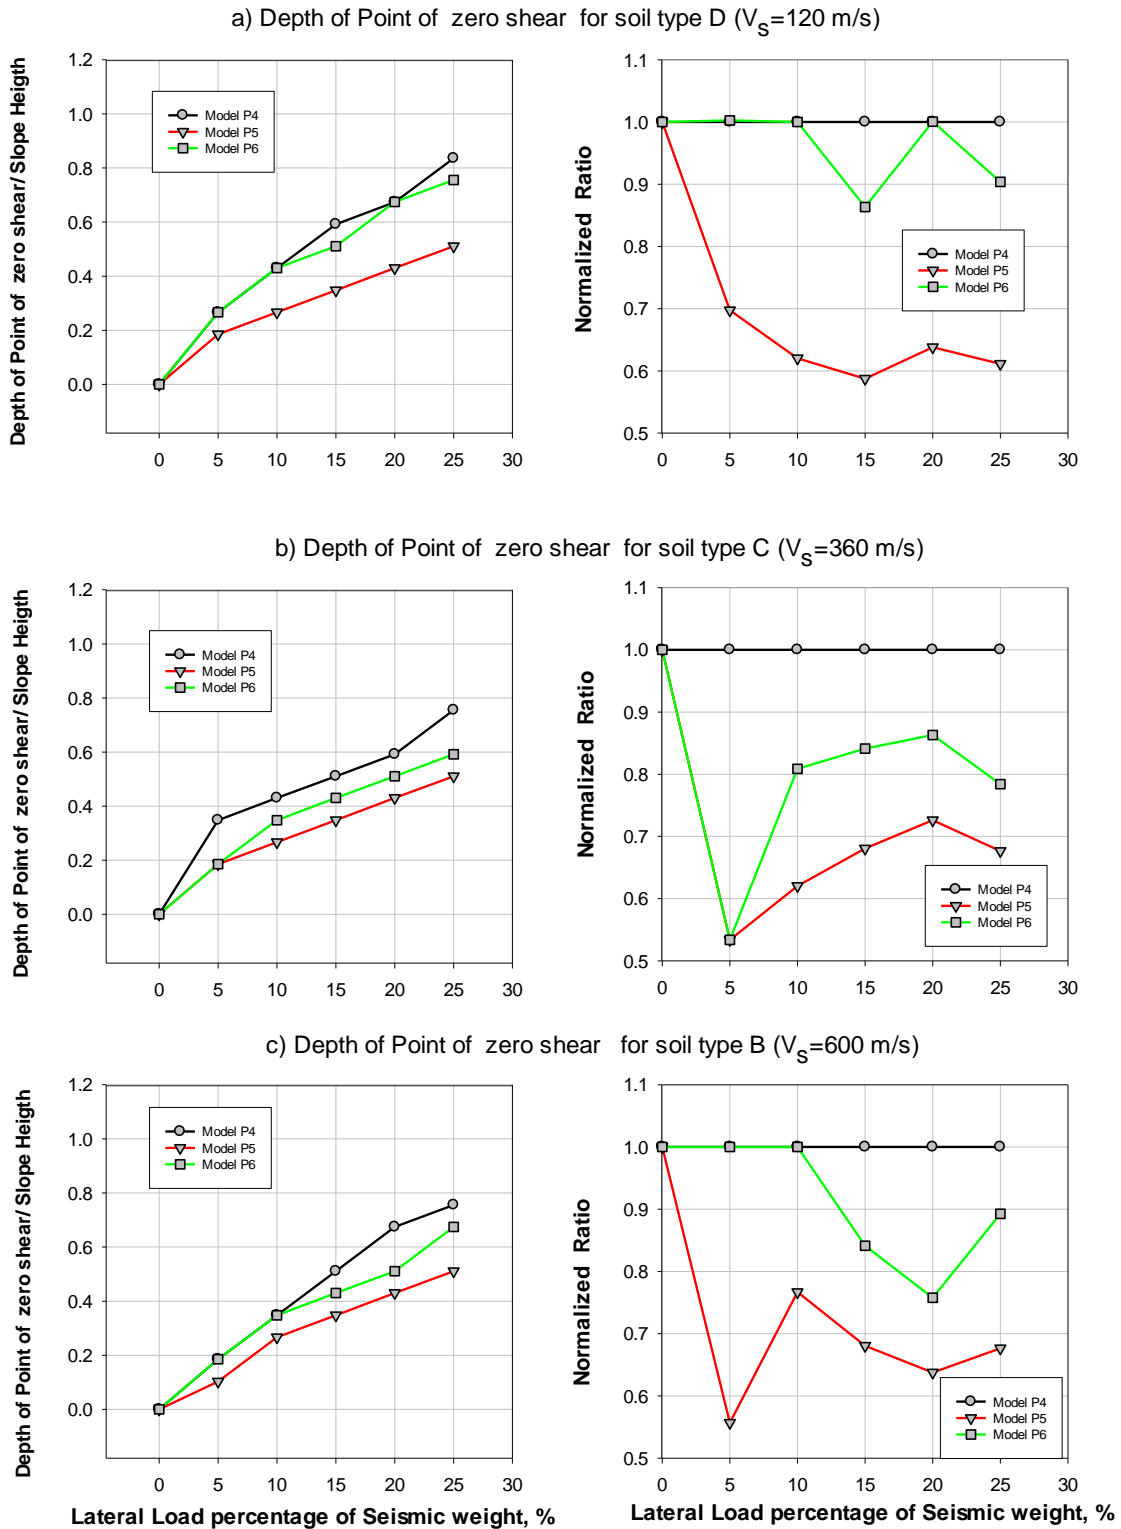 a) Depth of Point of zero shear for soil type D (VS=120 m/s)
Depth of Point of zero shear/ Slope Heigth
1.2
1.0
0.8
0.6
0.4
0.2
0.0
Model P4
Model P5
Model P6
0 5 10 15 20 25 30
Normalized Ratio
1.1
1.0
0.9
0.8
0.7
0.6
0.5
Model P4
Model P5
Model P6
0 5 10 15 20 25 30
b) Depth of Point of zero shear for soil type C (VS=360 m/s)
Depth of Point of zero shear/ Slope Heigth
1.2
1.0
0.8
0.6
0.4
0.2
0.0
Model P4
Model P5
Model P6
0 5 10 15 20 25 30
Normalized Ratio
1.1
1.0
0.9
0.8
0.7
0.6
0.5
Model P4
Model P5
Model P6
0 5 10 15 20 25 30
c) Depth of Point of zero shear for soil type B (VS=600 m/s)
Depth of Point of zero shear/ Slope Heigth
1.2
1.0
0.8
0.6
0.4
0.2
0.0
Model P4
Model P5
Model P6
0 5 10 15 20 25 30
Lateral Load percentage of Seismic weight, %
Normalized Ratio
1.1
1.0
0.9
0.8
0.7
0.6
0.5
Model P4
Model P5
Model P6
0 5 10 15 20 25 30
Lateral Load percentage of Seismic weight, %